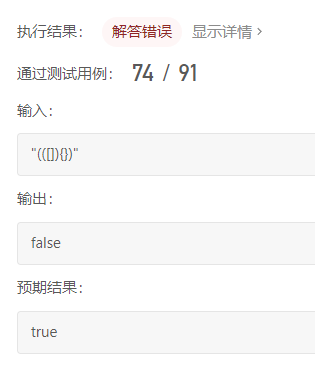 执行结果： 解答错误 显示详情 >
通过测试用例： 74 / 91
输入：
"(([]){})"
输出：
false
预期结果：
true